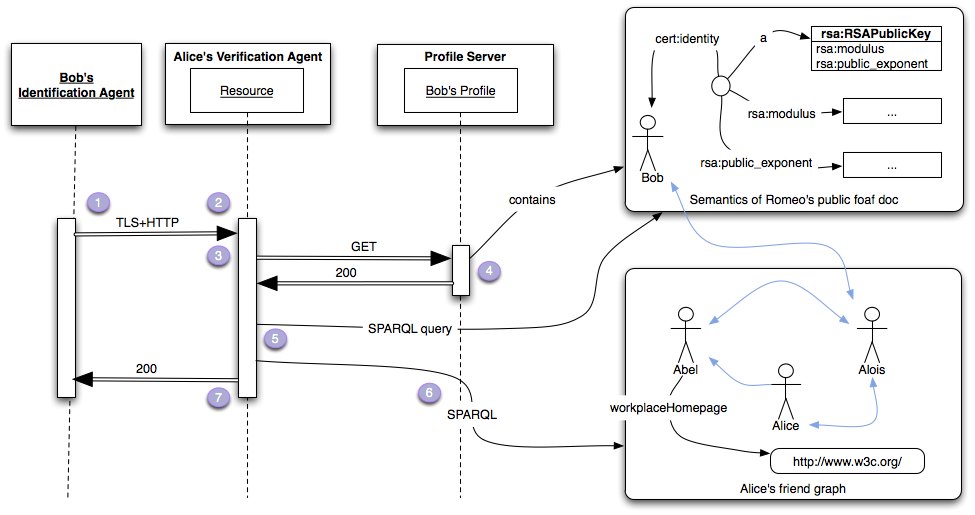 Bob's
Identification Agent
Alice's Verification Agent
Resource
Profile Server
Bob's Profile
cert:identity
a
rsa:RSAPublicKey
rsa:modulus
rsa:public_exponent
rsa:modulus
...
rsa:public_exponent
...
Bob
Semantics of Romeo's public foaf doc
contains
1
2
TLS+HTTP
3
GET
4
200
5
SPARQL query
200
7
6
SPARQL
Abel
Alois
Alice
workplaceHomepage
http://www.w3c.org/
Alice's friend graph